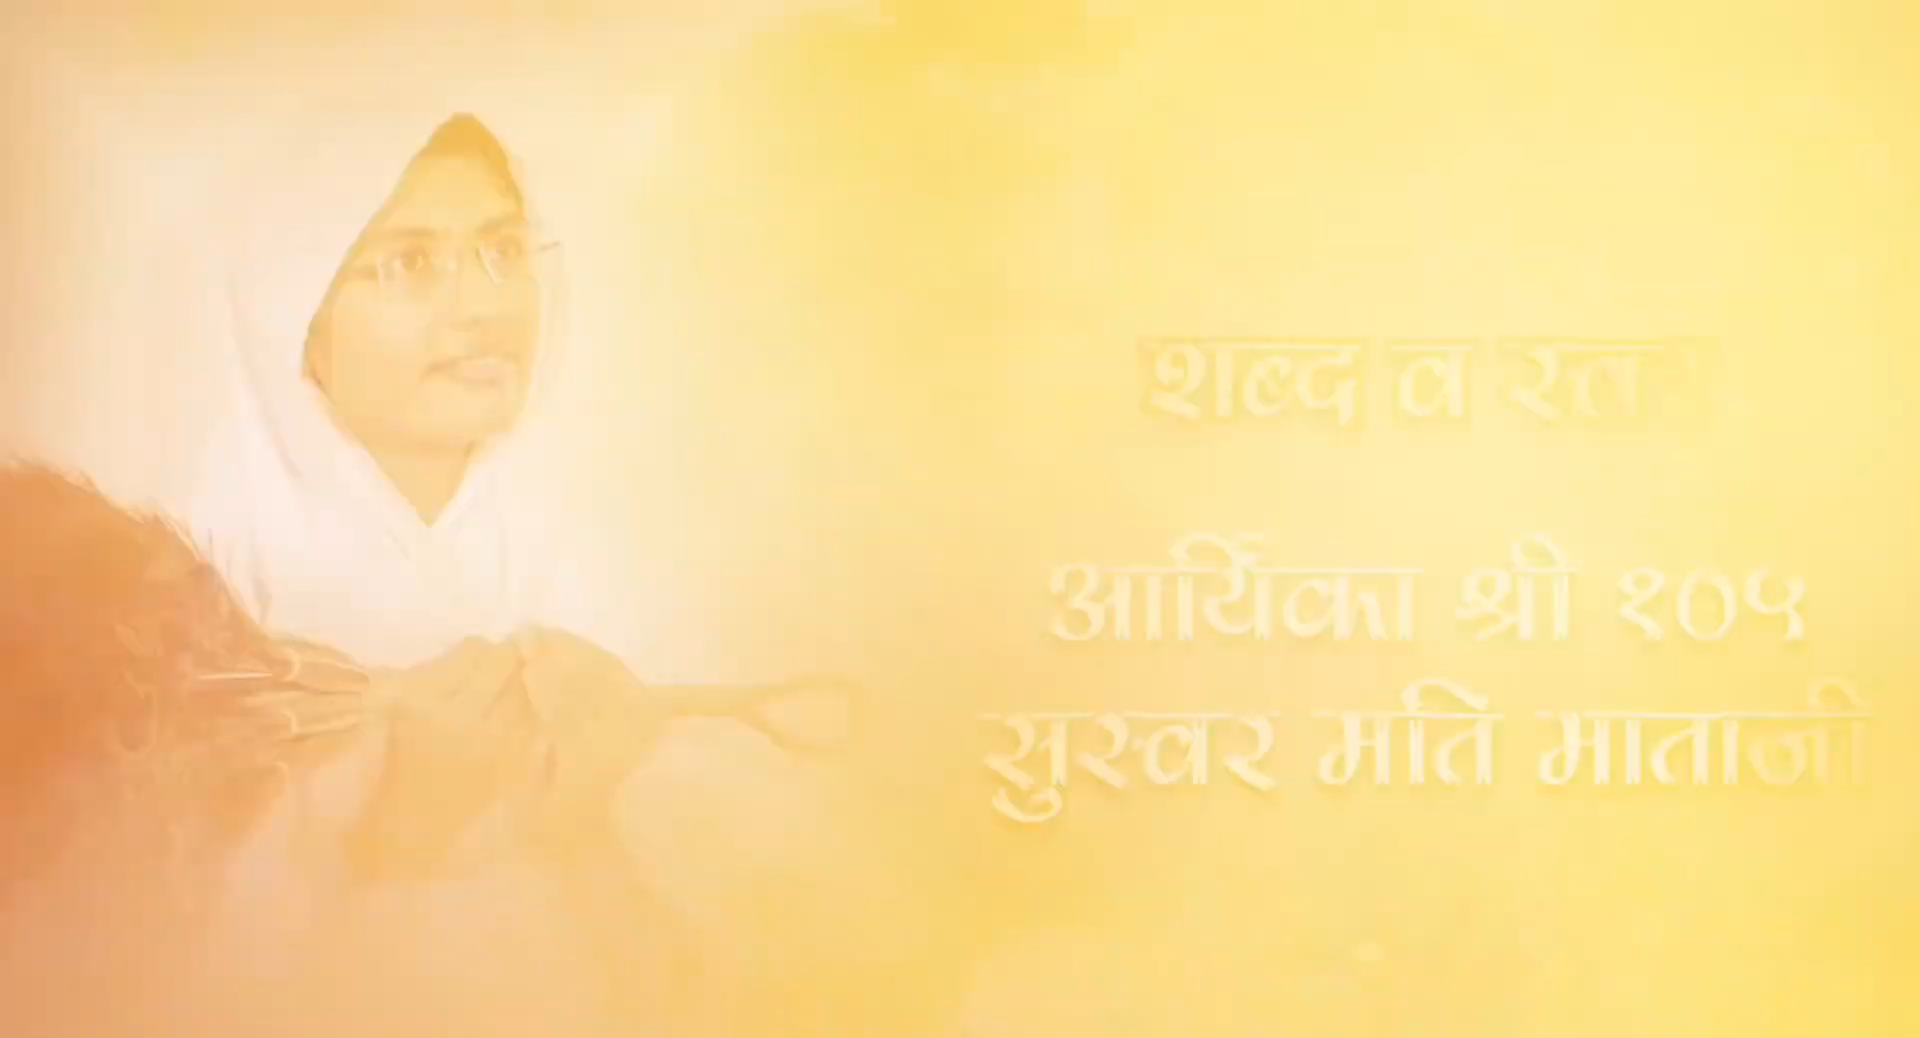 शब्द व
आर्यिका श्री १०५
सुस्वर मति माताजी